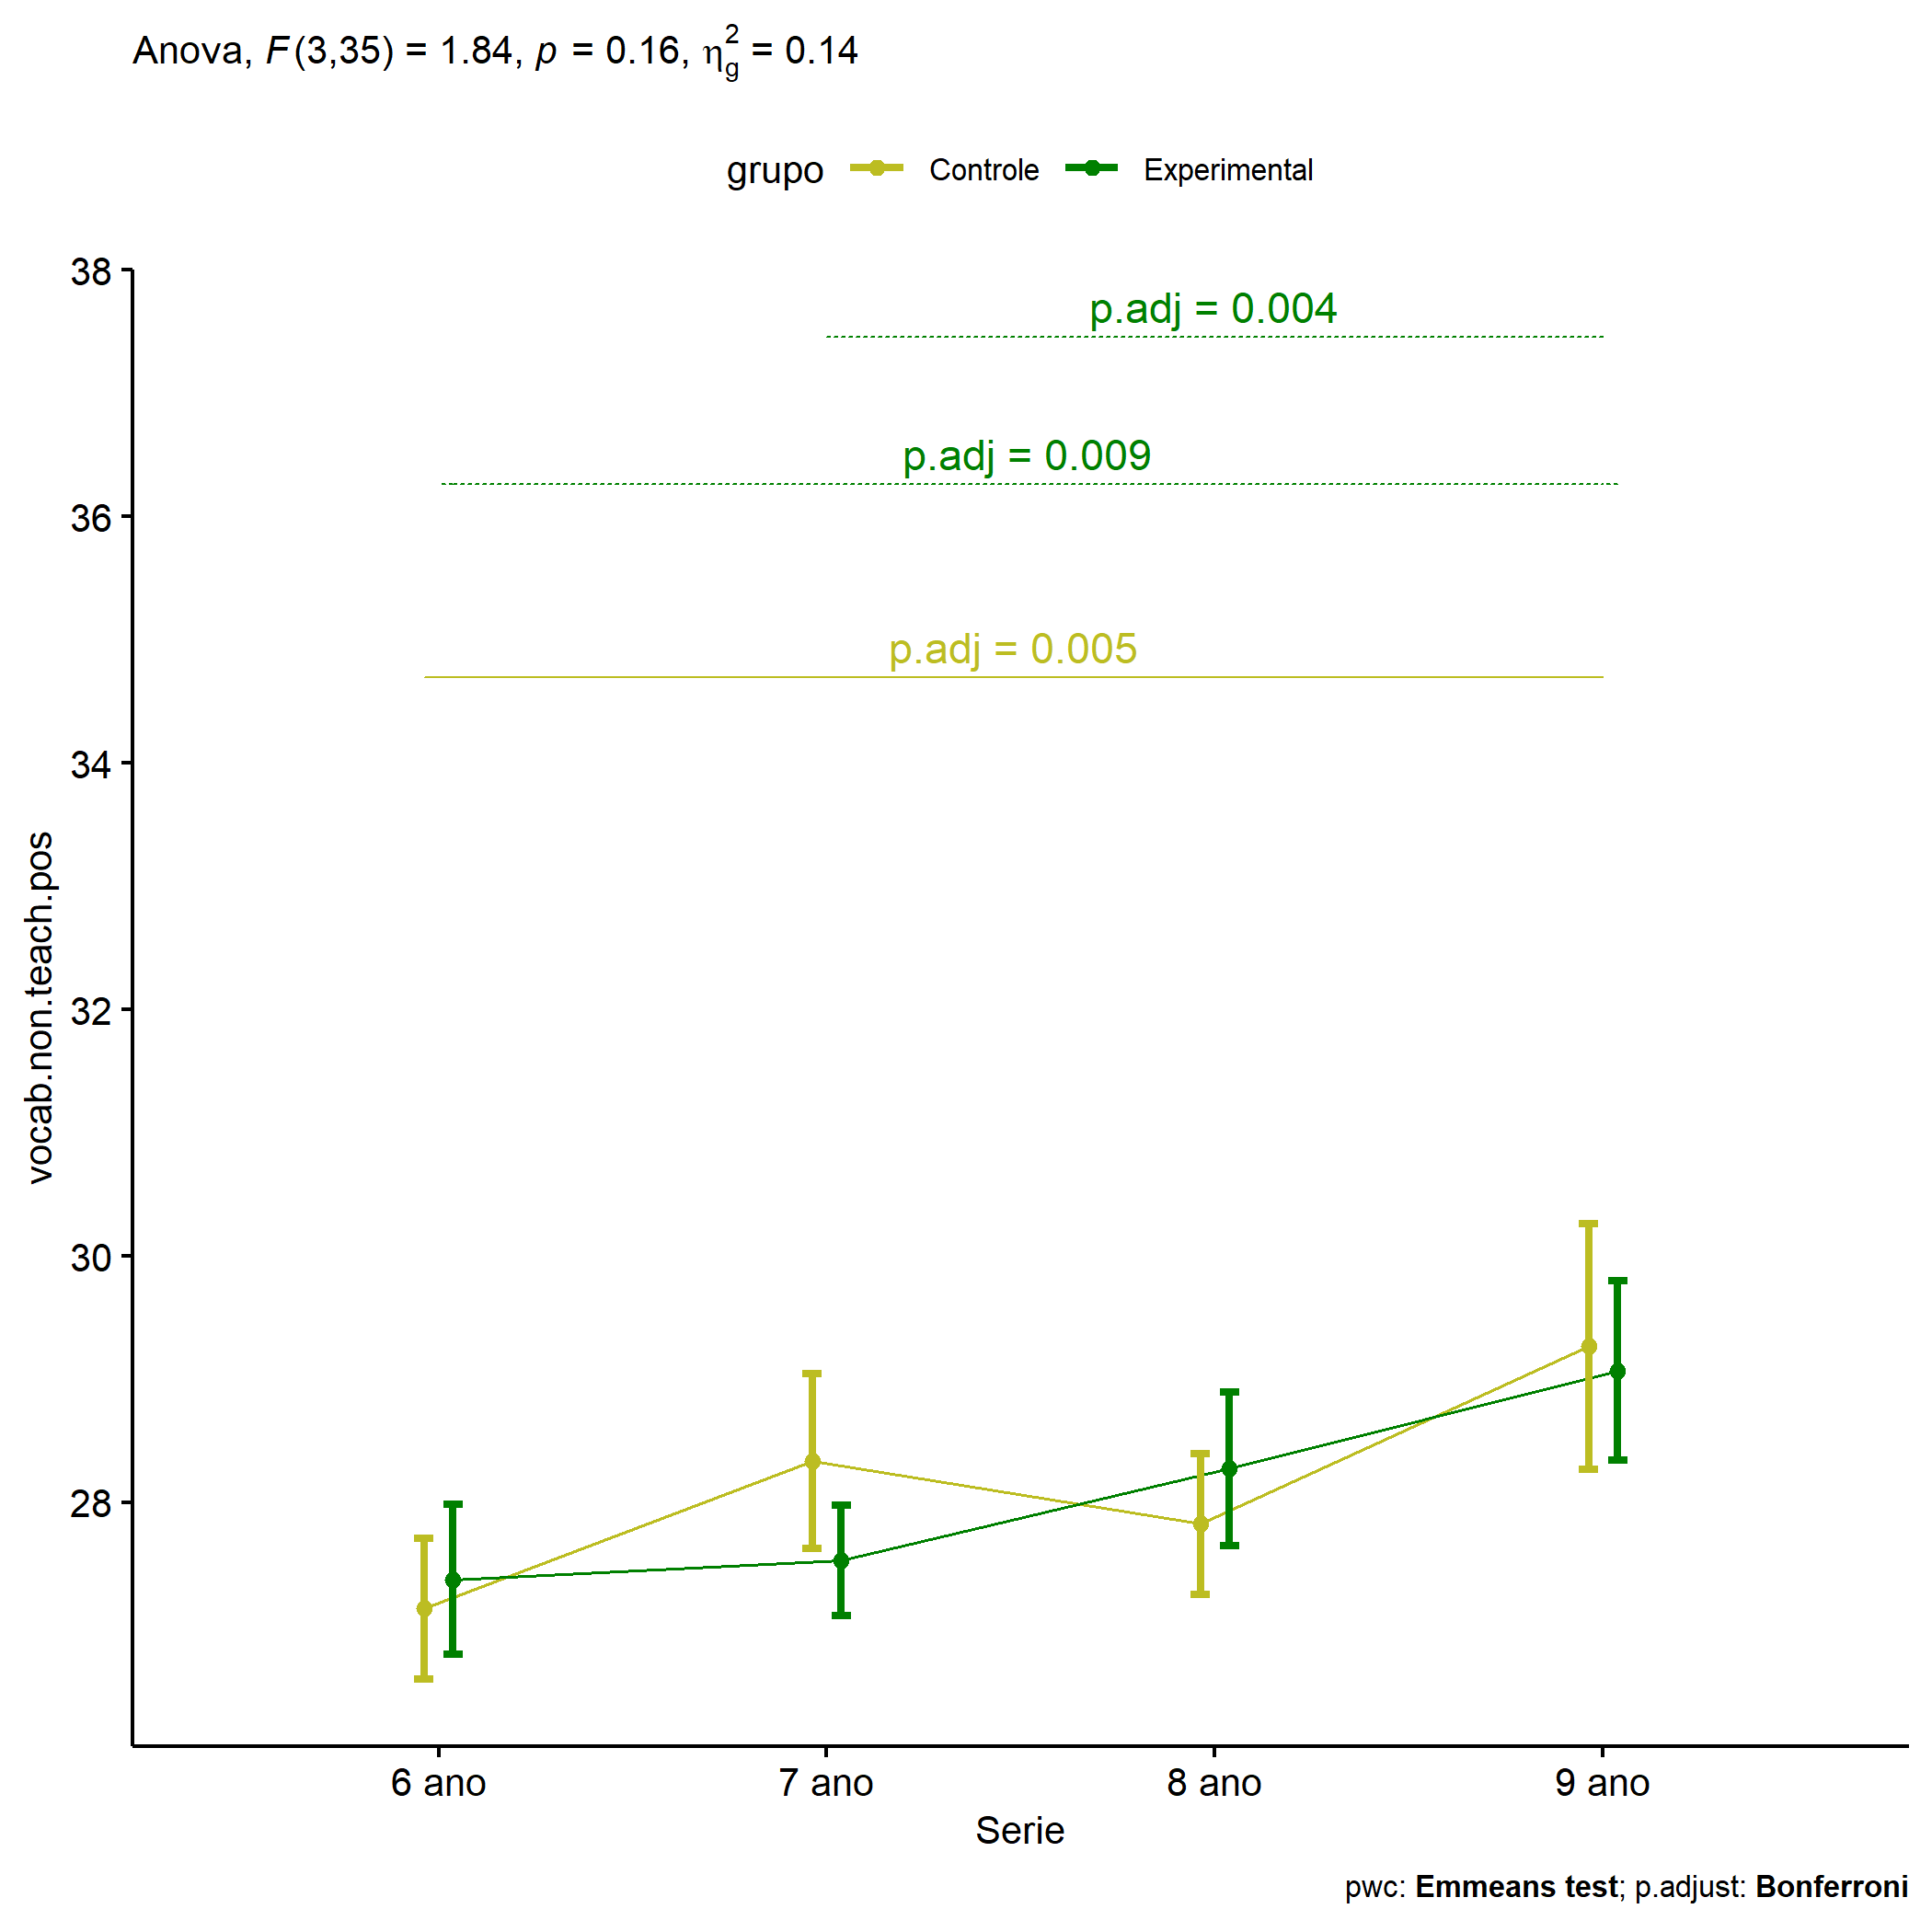 Anova, F(3,35) = 1.84, p = 0.16, η²g = 0.14
grupo Controle Experimental
38
p.adj = 0.004
p.adj = 0.009
36
p.adj = 0.005
34
32
30
28
vocab.non.teach.pos
6 ano 7 ano 8 ano 9 ano
Serie
pwc: Emmeans test; p.adjust: Bonferroni